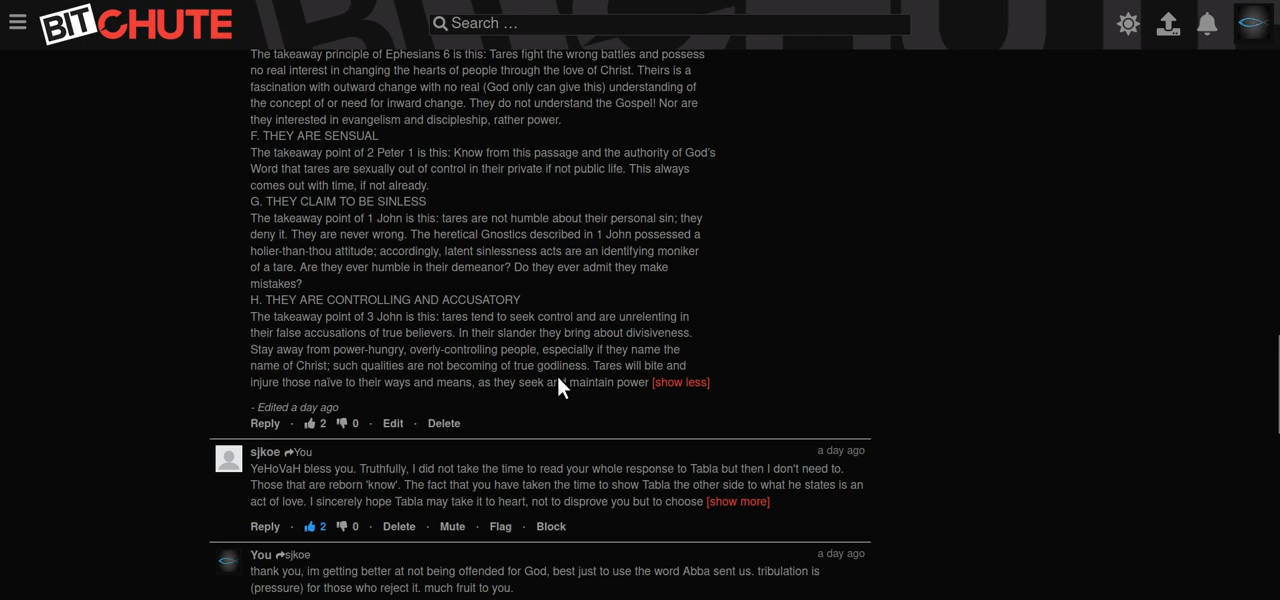 BITCHUTE
Search ...
The takeaway principle of Ephesians 6 is this: Tares fight the wrong battles and possess
no real interest in changing the hearts of people through the love of Christ. Theirs is a
fascination with outward change with no real (God only can give this) understanding of
the concept of or need for inward change. They do not understand the Gospel! Nor are
they interested in evangelism and discipleship, rather power.
F. THEY ARE SENSUAL
The takeaway point of 2 Peter 1 is this: Know from this passage and the authority of God's
Word that tares are sexually out of control in their private if not public life. This always
comes out with time, if not already.
G. THEY CLAIM TO BE SINLESS
The takeaway point of 1 John is this: tares are not humble about their personal sin; they
deny it. They are never wrong. The heretical Gnostics described in 1 John possessed a
holier-than-thou attitude; accordingly, latent sinlessness acts are an identifying moniker
of a tare. Are they ever humble in their demeanor? Do they ever admit they make
mistakes?
H. THEY ARE CONTROLLING AND ACCUSATORY
The takeaway point of 3 John is this: tares tend to seek control and are unrelenting in
their false accusations of true believers. In their slander they bring about divisiveness.
Stay away from power-hungry, overly-controlling people, especially if they name the
name of Christ; such qualities are not becoming of true godliness. Tares will bite and
injure those naïve to their ways and means, as they seek and maintain power [show less]
- Edited a day ago
Reply · 2 0 · Edit · Delete
sjkoe You a day ago
YeHoVaH bless you. Truthfully, I did not take the time to read your whole response to Tabla but then I don't need to.
Those that are reborn 'know'. The fact that you have taken the time to show Tabla the other side to what he states is an
act of love. I sincerely hope Tabla may take it to heart, not to disprove you but to choose [show more]
Reply · 2 0 · Delete · Mute · Flag · Block
You sjkoe a day ago
thank you, im getting better at not being offended for God, best just to use the word Abba sent us. tribulation is
(pressure) for those who reject it. much fruit to you.